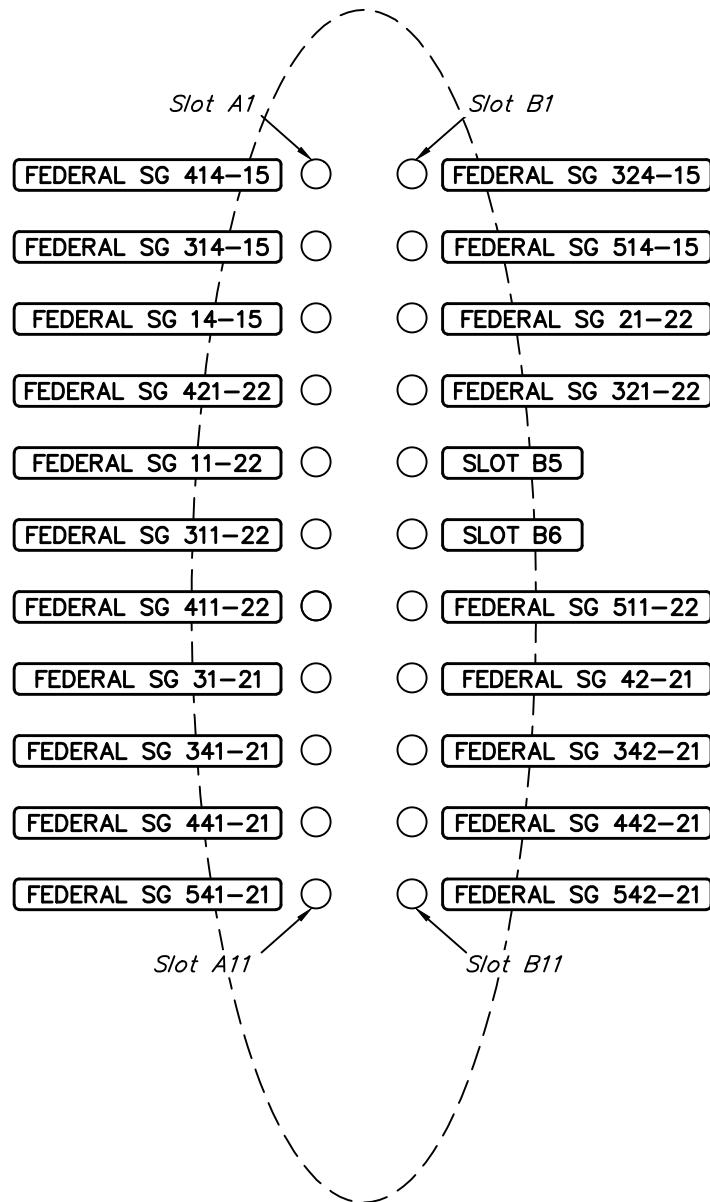 Slot A1
Slot B1
FEDERAL SG 414-15
FEDERAL SG 324-15
FEDERAL SG 314-15
FEDERAL SG 514-15
FEDERAL SG 14-15
FEDERAL SG 21-22
FEDERAL SG 421-22
FEDERAL SG 321-22
FEDERAL SG 11-22
SLOT B5
FEDERAL SG 311-22
SLOT B6
FEDERAL SG 411-22
FEDERAL SG 511-22
FEDERAL SG 31-21
FEDERAL SG 42-21
FEDERAL SG 341-21
FEDERAL SG 342-21
FEDERAL SG 441-21
FEDERAL SG 442-21
FEDERAL SG 541-21
FEDERAL SG 542-21
Slot A11
Slot B11